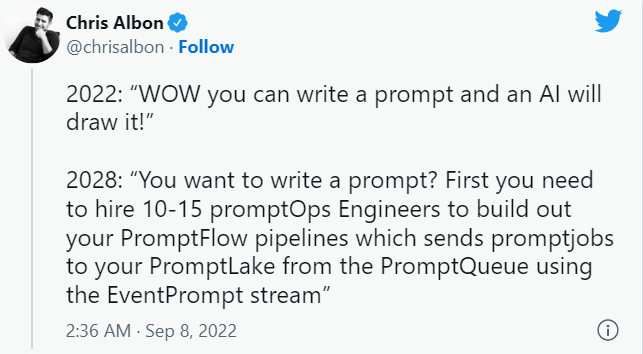 Chris Albon
@chrisalbon · Follow
2022: “WOW you can write a prompt and an AI will
draw it!”
2028: “You want to write a prompt? First you need
to hire 10-15 promptOps Engineers to build out
your PromptFlow pipelines which sends promptjobs
to your PromptLake from the PromptQueue using
the EventPrompt stream”
2:36 AM · Sep 8, 2022